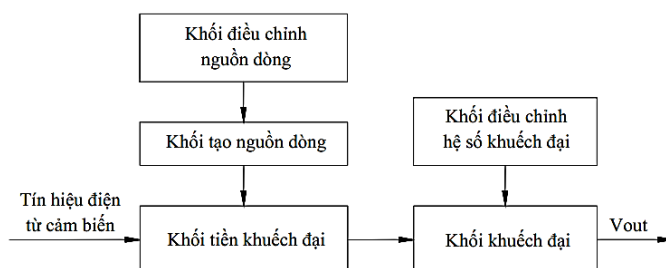 Khối điều chỉnh
nguồn dòng
Khối tạo nguồn dòng
Khối điều chỉnh
hệ số khuếch đại
Tín hiệu điện
từ cảm biến
Khối tiền khuếch đại
Khối khuếch đại
Vout